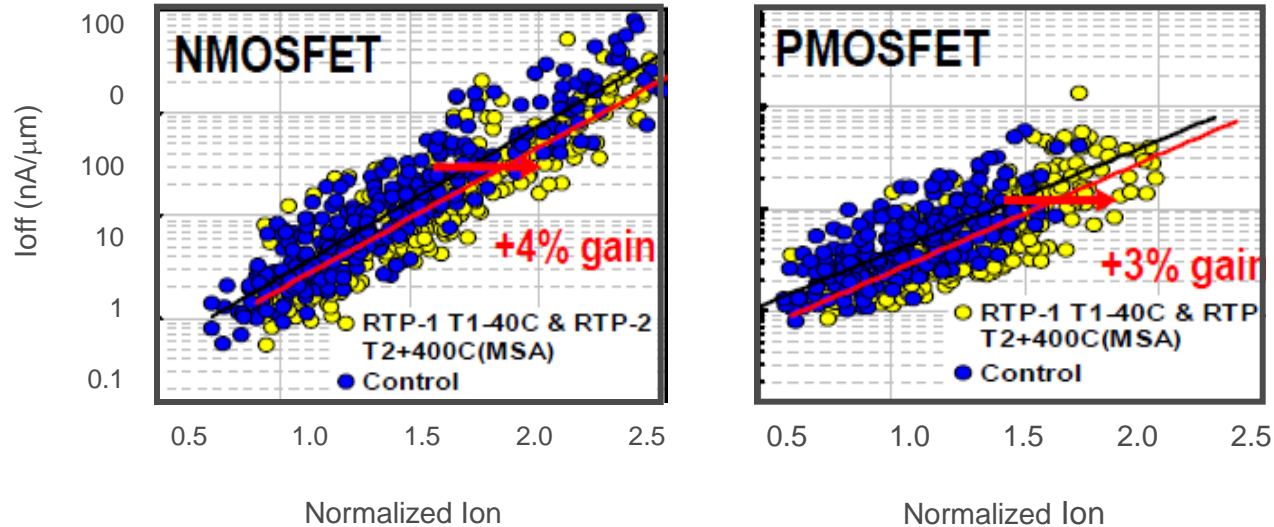 100
0
100
10
1
0.1
Ioff (nA/μm)
NMOSFET
+4% gain
RTP-1 T1-40C & RTP-2
T2+400C(MSA)
Control
0.5 1.0 1.5 2.0 2.5
Normalized Ion
PMOSFET
+3% gain
RTP-1 T1-40C & RTP
T2+400C(MSA)
Control
0.5 1.0 1.5 2.0 2.5
Normalized Ion